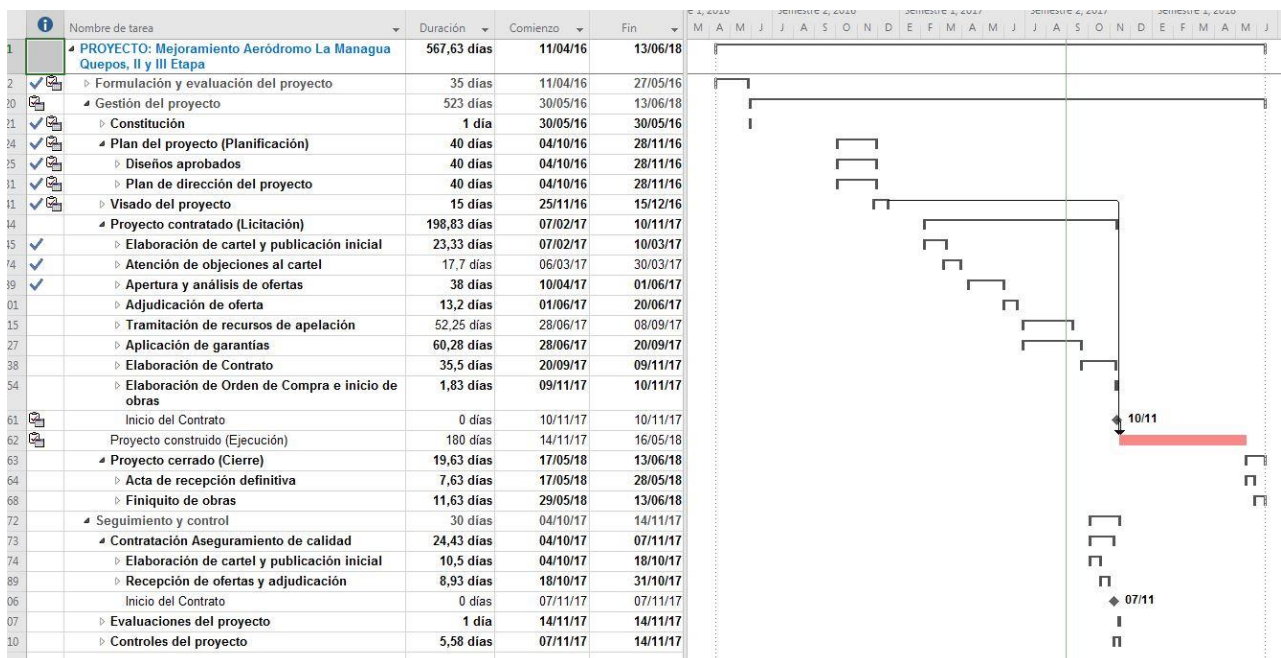 e 1, 2016 Semestre 2, 2016 Semestre 1, 2017 Semestre 2, 2017 Semestre 1, 2018
Nombre de tarea Duración Comienzo Fin M A M J J A S O N D E F M A M J J A S O N D E F M A M J
1 PROYECTO: Mejoramiento Aeródromo La Managua 567,63 días 11/04/16 13/06/18
Quepos, II y III Etapa
2 Formulación y evaluación del proyecto 35 días 11/04/16 27/05/16
20 Gestión del proyecto 523 días 30/05/16 13/06/18
21 Constitución 1 día 30/05/16 30/05/16
24 Plan del proyecto (Planificación) 40 días 04/10/16 28/11/16
25 Diseños aprobados 40 días 04/10/16 28/11/16
31 Plan de dirección del proyecto 40 días 04/10/16 28/11/16
41 Visado del proyecto 15 días 25/11/16 15/12/16
44 Proyecto contratado (Licitación) 198,83 días 07/02/17 10/11/17
45 Elaboración de cartel y publicación inicial 23,33 días 07/02/17 10/03/17
74 Atención de objeciones al cartel 17,7 días 06/03/17 30/03/17
39 Apertura y análisis de ofertas 38 días 10/04/17 01/06/17
01 Adjudicación de oferta 13,2 días 01/06/17 20/06/17
15 Tramitación de recursos de apelación 52,25 días 28/06/17 08/09/17
27 Aplicación de garantías 60,28 días 28/06/17 20/09/17
38 Elaboración de Contrato 35,5 días 20/09/17 09/11/17
54 Elaboración de Orden de Compra e inicio de 1,83 días 09/11/17 10/11/17
obras
61 Inicio del Contrato 0 días 10/11/17 10/11/17 10/11
62 Proyecto construido (Ejecución) 180 días 14/11/17 16/05/18
63 Proyecto cerrado (Cierre) 19,63 días 17/05/18 13/06/18
64 Acta de recepción definitiva 7,63 días 17/05/18 28/05/18
68 Finiquito de obras 11,63 días 29/05/18 13/06/18
72 Seguimiento y control 30 días 04/10/17 14/11/17
73 Contratación Aseguramiento de calidad 24,43 días 04/10/17 07/11/17
74 Elaboración de cartel y publicación inicial 10,5 días 04/10/17 18/10/17
89 Recepción de ofertas y adjudicación 8,93 días 18/10/17 31/10/17
06 Inicio del Contrato 0 días 07/11/17 07/11/17 07/11
07 Evaluaciones del proyecto 1 día 14/11/17 14/11/17
10 Controles del proyecto 5,58 días 07/11/17 14/11/17